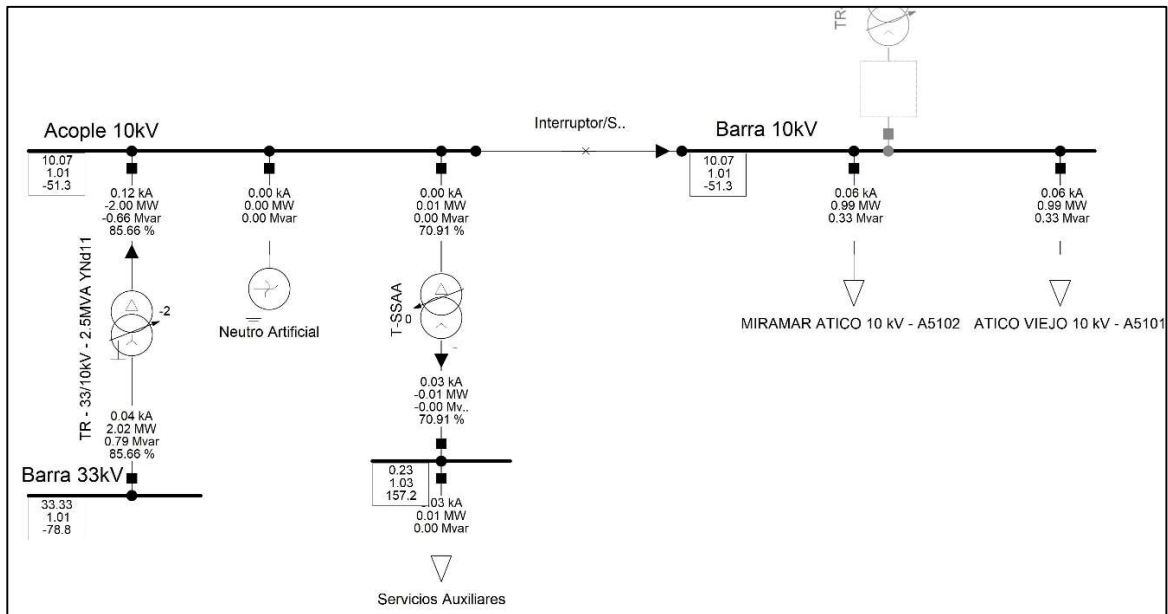 TR-
Interruptor/S..
Acople 10kV
Barra 10kV
10.07
1.01
-51.3
10.07
1.01
-51.3
0.12 kA
-2.00 MW
-0.66 Mvar
85.66 %
0.00 kA
0.00 MW
0.00 Mvar
0.00 kA
0.01 MW
0.00 Mvar
70.91 %
0.06 kA
0.99 MW
0.33 Mvar
0.06 kA
0.99 MW
0.33 Mvar
TR - 33/10kV - 2.5MVA YNd11
-2
Neutro Artificial
T-SSAA
0
MIRAMAR ATICO 10 kV - A5102
ATICO VIEJO 10 kV - A5101
0.03 kA
-0.01 MW
-0.00 Mv..
70.91 %
0.04 kA
2.02 MW
0.79 Mvar
85.66 %
Barra 33kV
33.33
1.01
-78.8
0.23
1.03
157.2
0.03 kA
0.01 MW
0.00 Mvar
Servicios Auxiliares